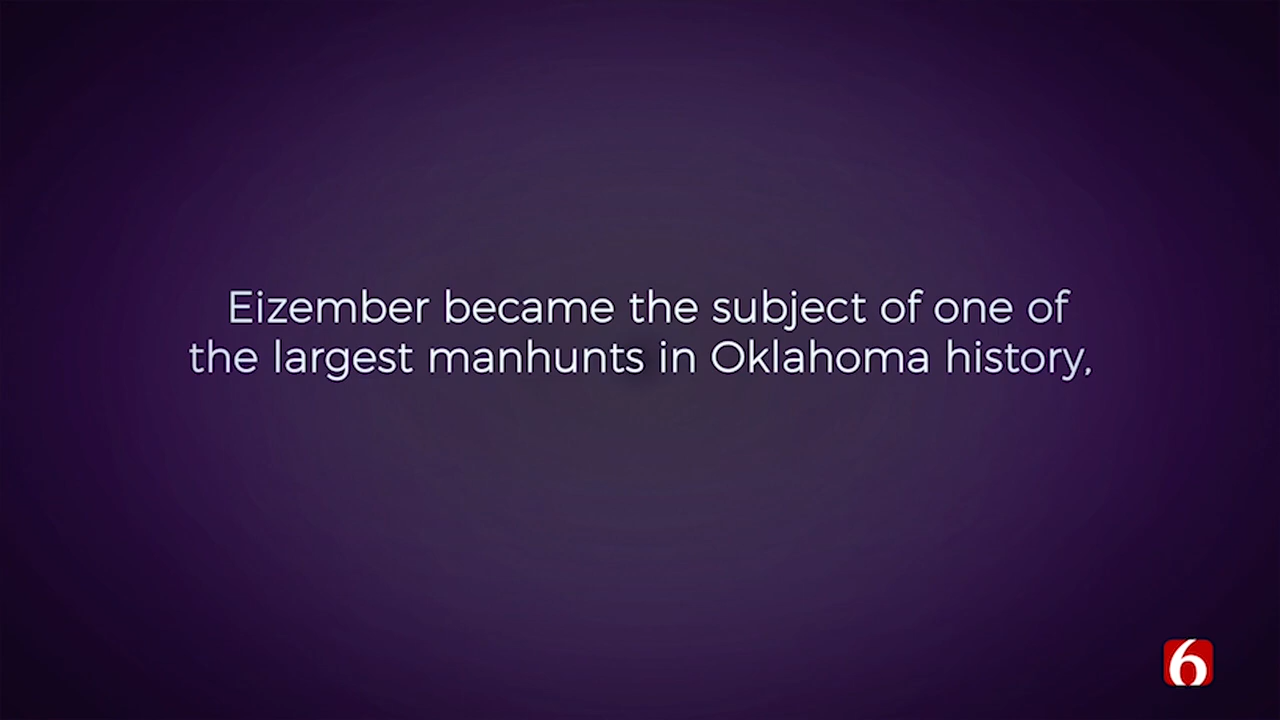 Eizember became the subject of one of
the largest manhunts in Oklahoma history,
6